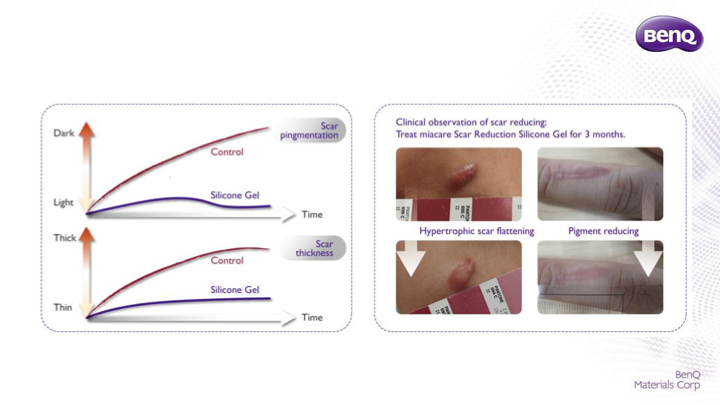 BenQ
Dark
Scar
pingmentation
Control
Light
Silicone Gel
Time
Thick
Scar
thickness
Control
Silicone Gel
Thin
Time
Clinical observation of scar reducing:
Treat miacare Scar Reduction Silicone Gel for 3 months.
PANTONE
Hypertrophic scar flattening
Pigment reducing
PANTONE
BenQ
Materials Corp